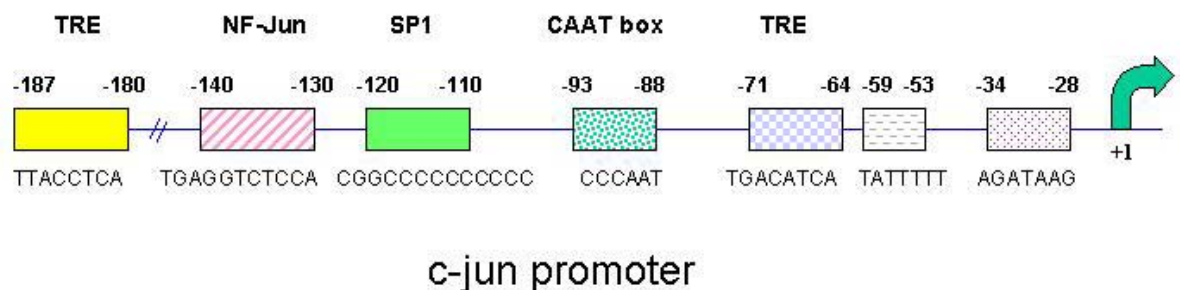 TRE NF-Jun SP1 CAAT box TRE
-187 -180 -140 -130 -120 -110 -93 -88 -71 -64 -59 -53 -34 -28
+1
TTACCTCA TGAGGTCTCCA CGGCCCCCCCCCC CCCAAT TGACATCA TATTTTT AGATAAG
c-jun promoter